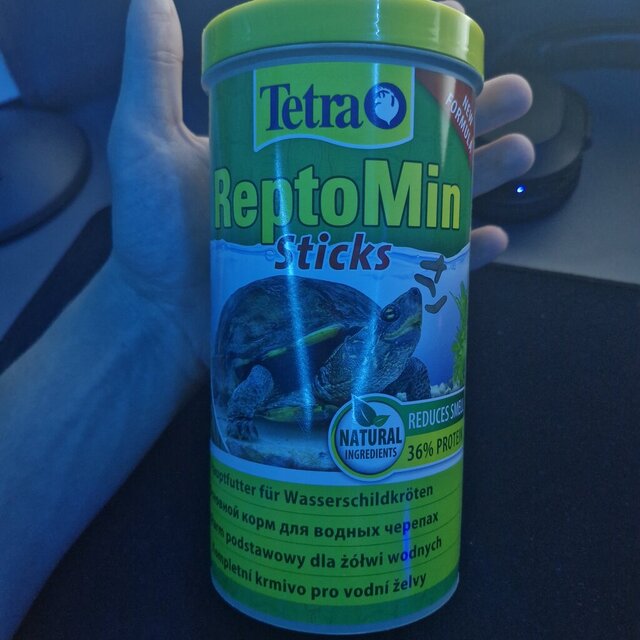 Tetra
ReptoMin
Sticks
NATURAL
INGREDIENTS
REDUCES
36% PROTEIN
für Wasserschildkröten
корм для водных черепах
podstawowy dla żółwi wodnych
krmivo pro vodní želvy